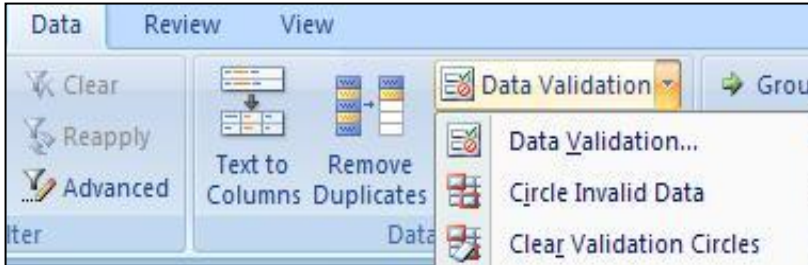 Data Review View
Clear
Reapply
Advanced
Text to
Columns
Remove
Duplicates
Data Validation
Data Validation...
Circle Invalid Data
Clear Validation Circles
Grou
lter
Data